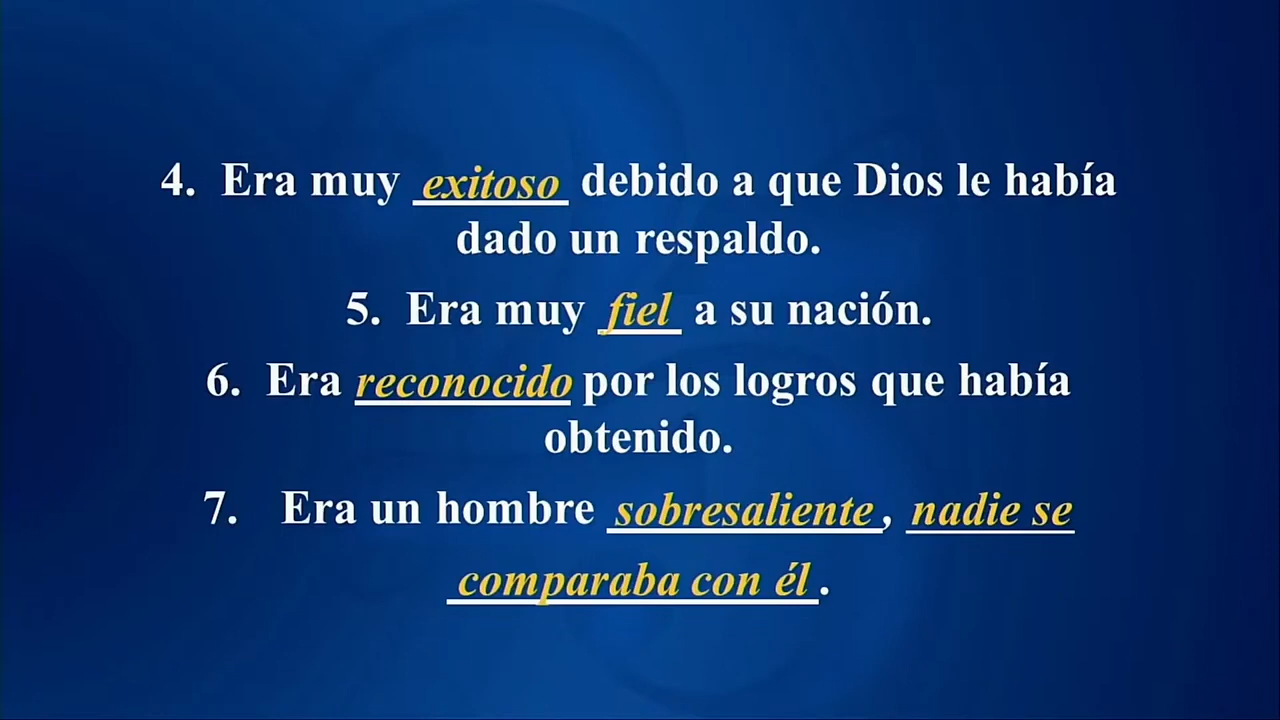 4. Era muy exitoso debido a que Dios le había
dado un respaldo.
5. Era muy fiel a su nación.
6. Era reconocido por los logros que había
obtenido.
7. Era un hombre sobresaliente, nadie se
comparaba con él.